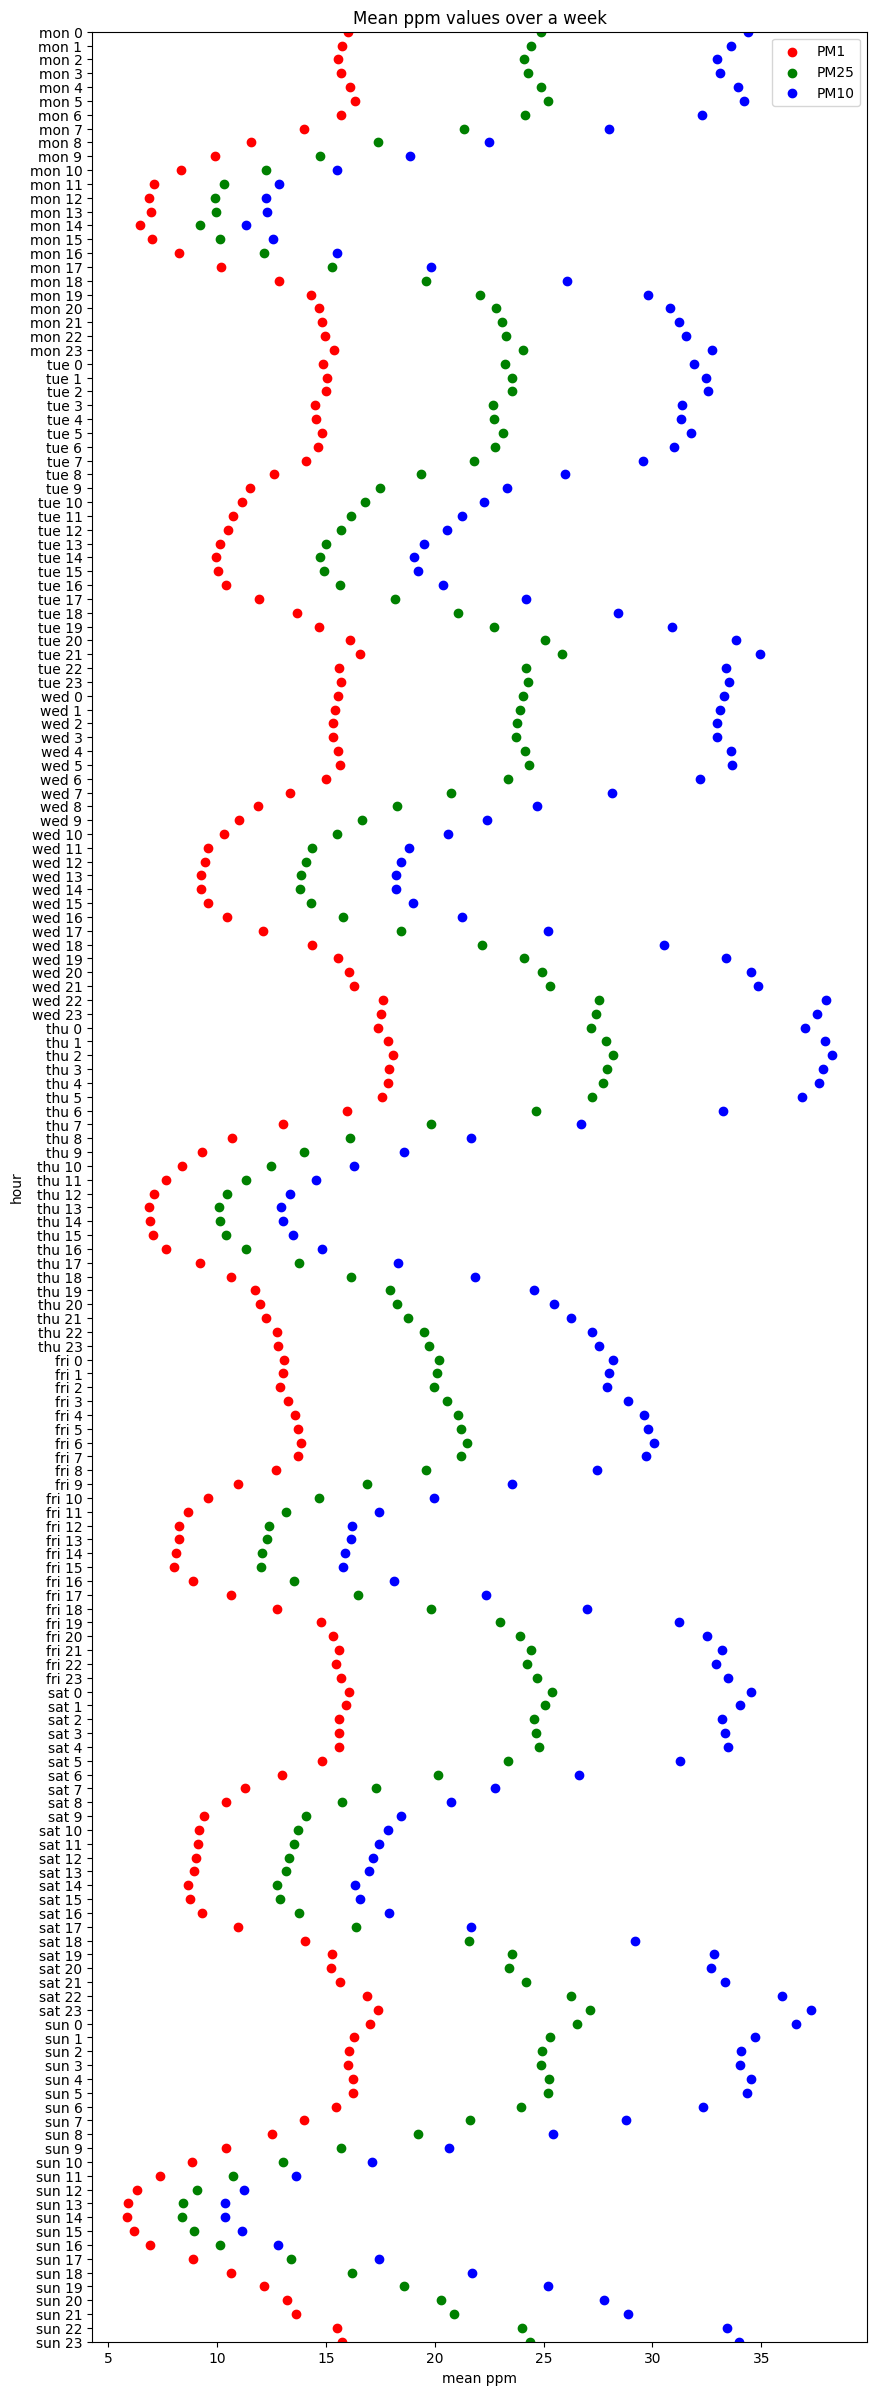 Mean ppm values over a week
PM1
PM25
PM10
mon 0
mon 1
mon 2
mon 3
mon 4
mon 5
mon 6
mon 7
mon 8
mon 9
mon 10
mon 11
mon 12
mon 13
mon 14
mon 15
mon 16
mon 17
mon 18
mon 19
mon 20
mon 21
mon 22
mon 23
tue 0
tue 1
tue 2
tue 3
tue 4
tue 5
tue 6
tue 7
tue 8
tue 9
tue 10
tue 11
tue 12
tue 13
tue 14
tue 15
tue 16
tue 17
tue 18
tue 19
tue 20
tue 21
tue 22
tue 23
wed 0
wed 1
wed 2
wed 3
wed 4
wed 5
wed 6
wed 7
wed 8
wed 9
wed 10
wed 11
wed 12
wed 13
wed 14
wed 15
wed 16
wed 17
wed 18
wed 19
wed 20
wed 21
wed 22
wed 23
thu 0
thu 1
thu 2
thu 3
thu 4
thu 5
thu 6
thu 7
thu 8
thu 9
thu 10
thu 11
thu 12
thu 13
thu 14
thu 15
thu 16
thu 17
thu 18
thu 19
thu 20
thu 21
thu 22
thu 23
fri 0
fri 1
fri 2
fri 3
fri 4
fri 5
fri 6
fri 7
fri 8
fri 9
fri 10
fri 11
fri 12
fri 13
fri 14
fri 15
fri 16
fri 17
fri 18
fri 19
fri 20
fri 21
fri 22
fri 23
sat 0
sat 1
sat 2
sat 3
sat 4
sat 5
sat 6
sat 7
sat 8
sat 9
sat 10
sat 11
sat 12
sat 13
sat 14
sat 15
sat 16
sat 17
sat 18
sat 19
sat 20
sat 21
sat 22
sat 23
sun 0
sun 1
sun 2
sun 3
sun 4
sun 5
sun 6
sun 7
sun 8
sun 9
sun 10
sun 11
sun 12
sun 13
sun 14
sun 15
sun 16
sun 17
sun 18
sun 19
sun 20
sun 21
sun 22
sun 23
hour
5 10 15 20 25 30 35
mean ppm